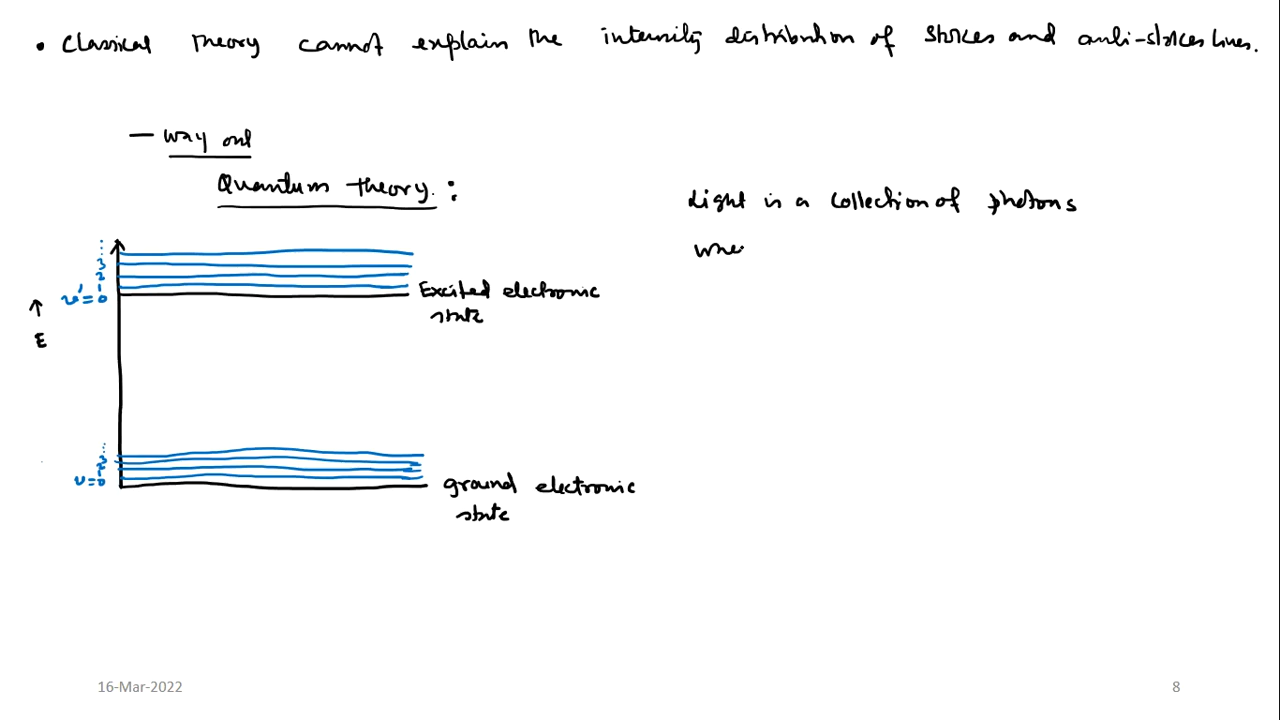 • Classical Theory cannot explain the intensity distribution of Stokes and anti-stokes lines.
— way out
Quantum theory :
Light is a collection of photons
whe
⋮
3
2
1
v'=0
Excited electronic
state
↑
E
⋮
3
2
1
v=0
ground electronic
state
16-Mar-2022
8